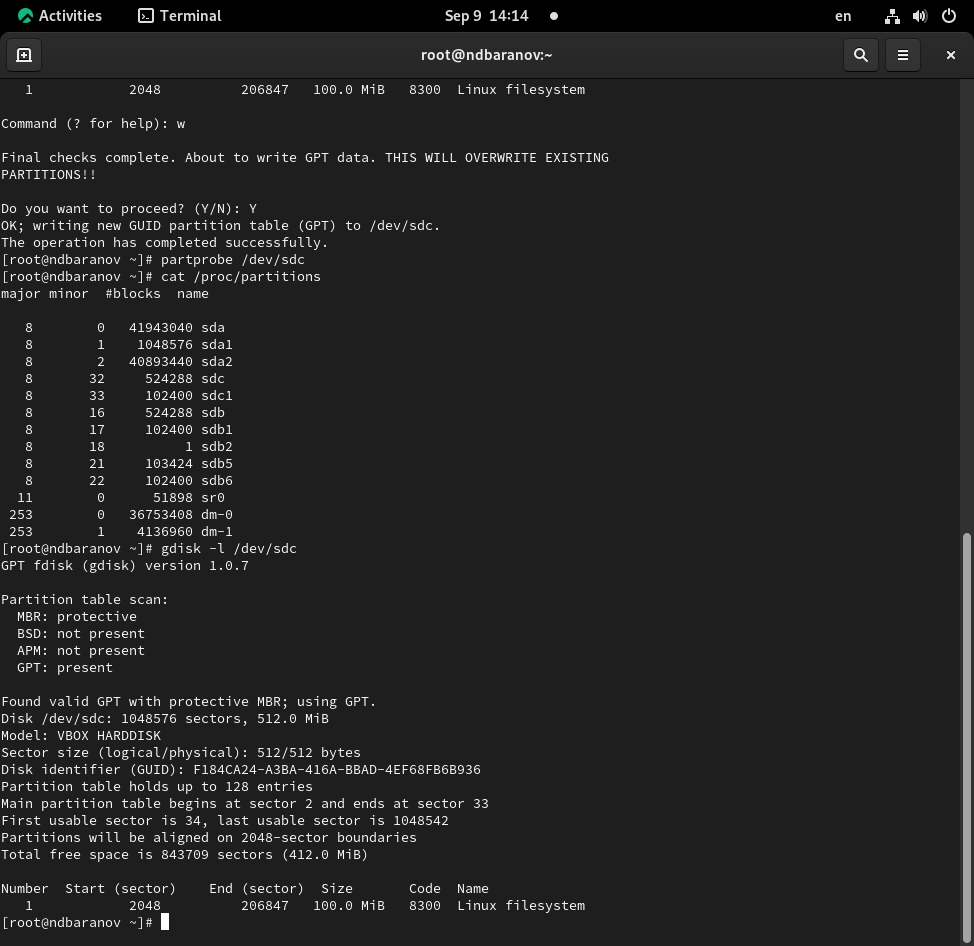 Activities Terminal Sep 9 14:14 en
root@ndbaranov:~
   1            2048          206847   100.0 MiB   8300  Linux filesystem
Command (? for help): w
Final checks complete. About to write GPT data. THIS WILL OVERWRITE EXISTING
PARTITIONS!!
Do you want to proceed? (Y/N): Y
OK; writing new GUID partition table (GPT) to /dev/sdc.
The operation has completed successfully.
[root@ndbaranov ~]# partprobe /dev/sdc
[root@ndbaranov ~]# cat /proc/partitions
major minor  #blocks  name
   8        0   41943040 sda
   8        1    1048576 sda1
   8        2   40893440 sda2
   8       32     524288 sdc
   8       33     102400 sdc1
   8       16     524288 sdb
   8       17     102400 sdb1
   8       18          1 sdb2
   8       21     103424 sdb5
   8       22     102400 sdb6
  11        0      51898 sr0
 253        0   36753408 dm-0
 253        1    4136960 dm-1
[root@ndbaranov ~]# gdisk -l /dev/sdc
GPT fdisk (gdisk) version 1.0.7
Partition table scan:
  MBR: protective
  BSD: not present
  APM: not present
  GPT: present
Found valid GPT with protective MBR; using GPT.
Disk /dev/sdc: 1048576 sectors, 512.0 MiB
Model: VBOX HARDDISK
Sector size (logical/physical): 512/512 bytes
Disk identifier (GUID): F184CA24-A3BA-416A-BBAD-4EF68FB6B936
Partition table holds up to 128 entries
Main partition table begins at sector 2 and ends at sector 33
First usable sector is 34, last usable sector is 1048542
Partitions will be aligned on 2048-sector boundaries
Total free space is 843709 sectors (412.0 MiB)
Number  Start (sector)    End (sector)  Size       Code  Name
   1            2048          206847   100.0 MiB   8300  Linux filesystem
[root@ndbaranov ~]#